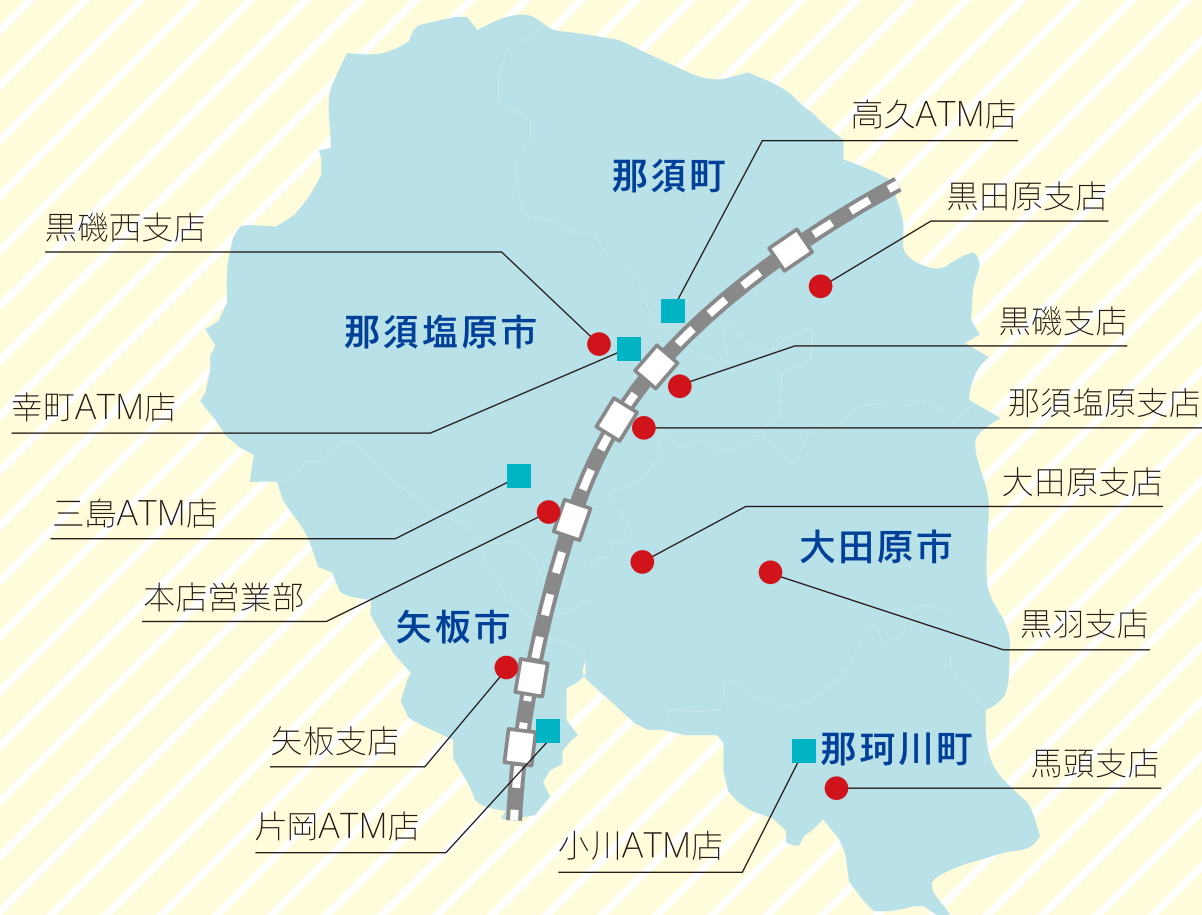 高久ATM店
那須町
黒田原支店
黒磯西支店
那須塩原市
黒磯支店
幸町ATM店
那須塩原支店
大田原支店
三島ATM店
大田原市
本店営業部
矢板市
黒羽支店
矢板支店
那珂川町
馬頭支店
片岡ATM店
小川ATM店